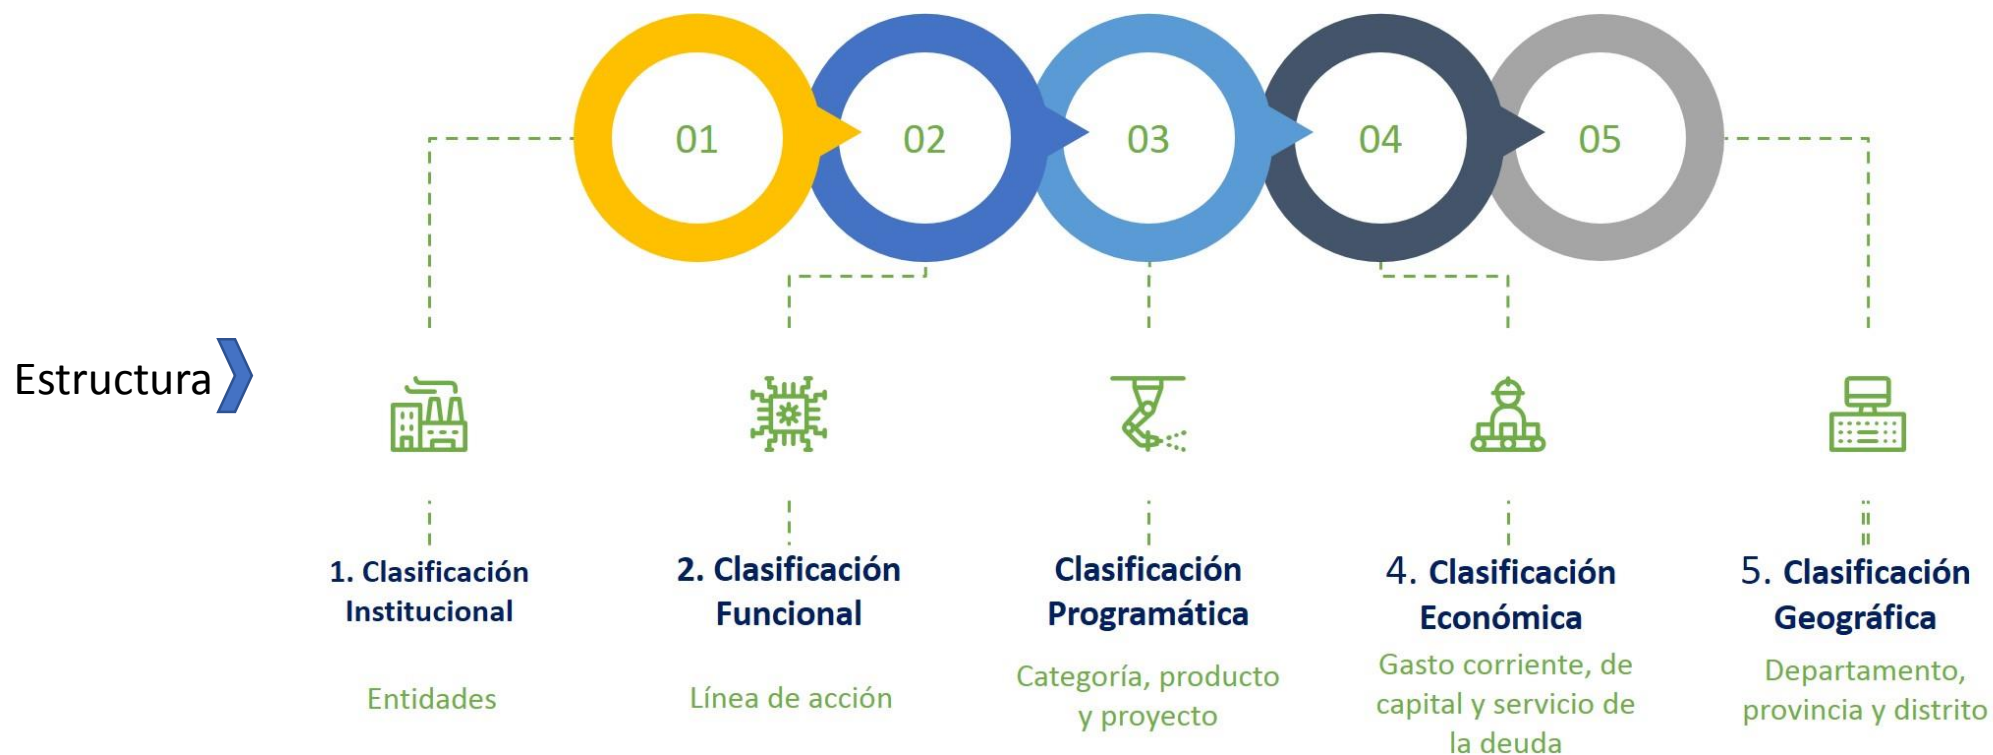 01
02
03
04
05
Estructura
1. Clasificación
Institucional
Entidades
2. Clasificación
Funcional
Línea de acción
Clasificación
Programática
Categoría, producto
y proyecto
4. Clasificación
Económica
Gasto corriente, de
capital y servicio de
la deuda
5. Clasificación
Geográfica
Departamento,
provincia y distrito